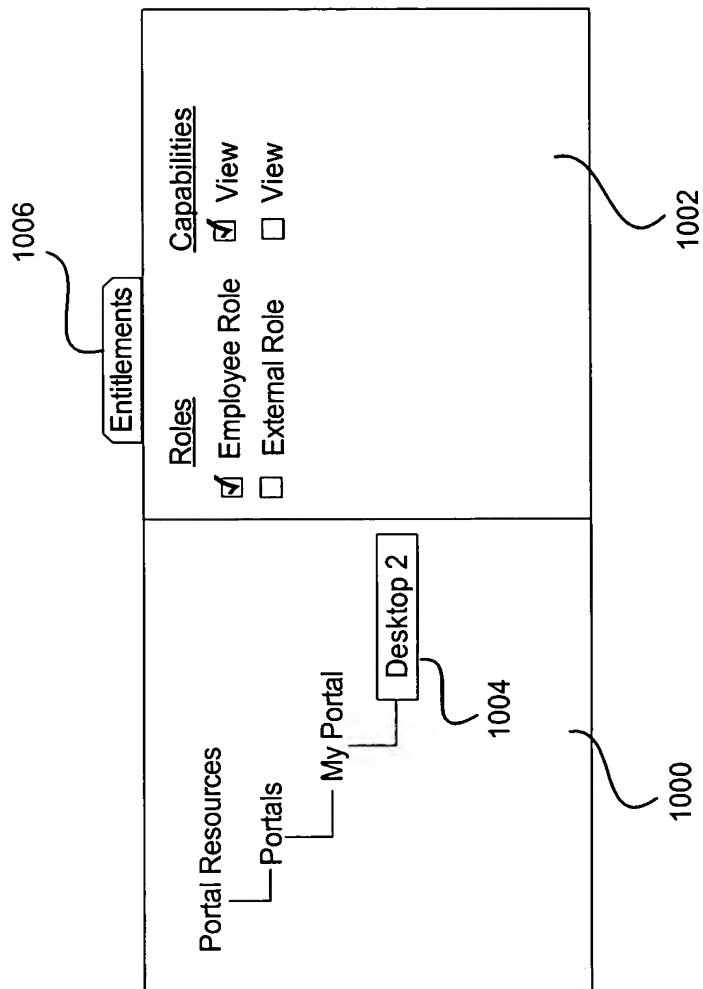 1006
Entitlements
Portal Resources
Portals
My Portal
Desktop 2
1004
Roles Capabilities
Employee Role View
External Role View
1000
1002